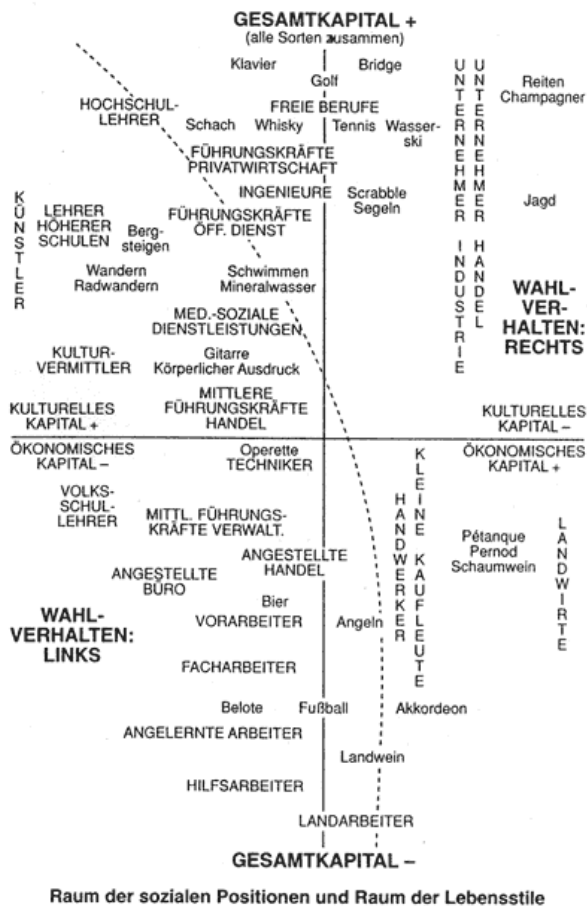 GESAMTKAPITAL +
(alle Sorten zusammen)
Klavier
Bridge
Golf
UNTERNEHMER INDUSTRIE
UNTERNEHMER HANDEL
Reiten
Champagner
HOCHSCHUL-
LEHRER
FREIE BERUFE
Schach
Whisky
Tennis
Wasser-
ski
FÜHRUNGSKRÄFTE
PRIVATWIRTSCHAFT
KÜNSTLER
INGENIEURE
Scrabble
Segeln
Jagd
LEHRER
HÖHERER
SCHULEN
Berg-
steigen
FÜHRUNGSKRÄFTE
ÖFF. DIENST
Wandern
Radwandern
Schwimmen
Mineralwasser
WAHL-
VER-
HALTEN:
RECHTS
MED.-SOZIALE
DIENSTLEISTUNGEN
KULTUR-
VERMITTLER
Gitarre
Körperlicher Ausdruck
MITTLERE
FÜHRUNGSKRÄFTE
HANDEL
KULTURELLES
KAPITAL +
KULTURELLES
KAPITAL –
ÖKONOMISCHES
KAPITAL –
Operette
TECHNIKER
KLEINE KAUFLEUTE
ÖKONOMISCHES
KAPITAL +
VOLKS-
SCHUL-
LEHRER
MITTL. FÜHRUNGS-
KRÄFTE VERWALT.
HANDWERKER
Pétanque
Pernod
Schaumwein
LANDWIRTE
ANGESTELLTE
HANDEL
ANGESTELLTE
BÜRO
Bier
WAHL-
VERHALTEN:
LINKS
VORARBEITER
Angeln
FACHARBEITER
Belote
Fußball
Akkordeon
ANGELERNTE ARBEITER
Landwein
HILFSARBEITER
LANDARBEITER
GESAMTKAPITAL –
Raum der sozialen Positionen und Raum der Lebensstile